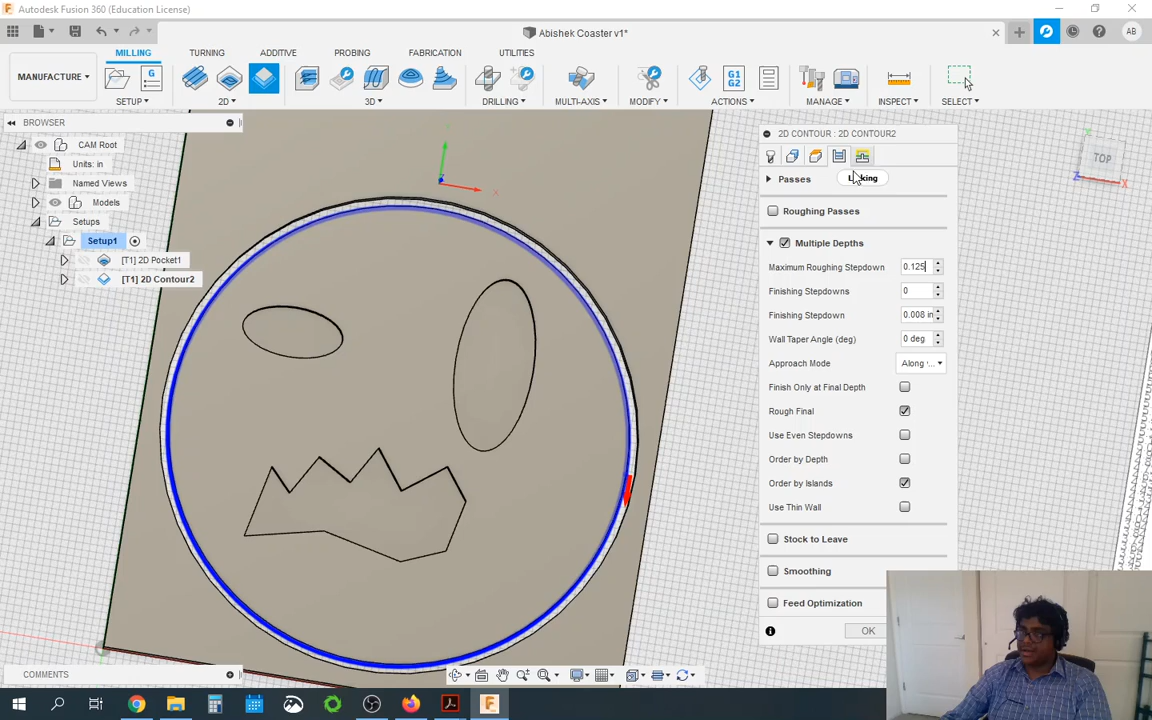 Autodesk Fusion 360 (Education License)
Abishek Coaster v1*
AB
MANUFACTURE
MILLING
TURNING
ADDITIVE
PROBING
FABRICATION
UTILITIES
G
G1
G2
SETUP
2D
3D
DRILLING
MULTI-AXIS
MODIFY
ACTIONS
MANAGE
INSPECT
SELECT
BROWSER
CAM Root
Units: in
Named Views
Models
Setups
Setup1
[T1] 2D Pocket1
[T1] 2D Contour2
X
TOP
Z
X
2D CONTOUR : 2D CONTOUR2
Passes
Roughing Passes
Multiple Depths
Maximum Roughing Stepdown 0.125
Finishing Stepdowns 0
Finishing Stepdown 0.008 in
Wall Taper Angle (deg) 0 deg
Approach Mode Along ...
Finish Only at Final Depth
Rough Final
Use Even Stepdowns
Order by Depth
Order by Islands
Use Thin Wall
Stock to Leave
Smoothing
Feed Optimization
OK
COMMENTS